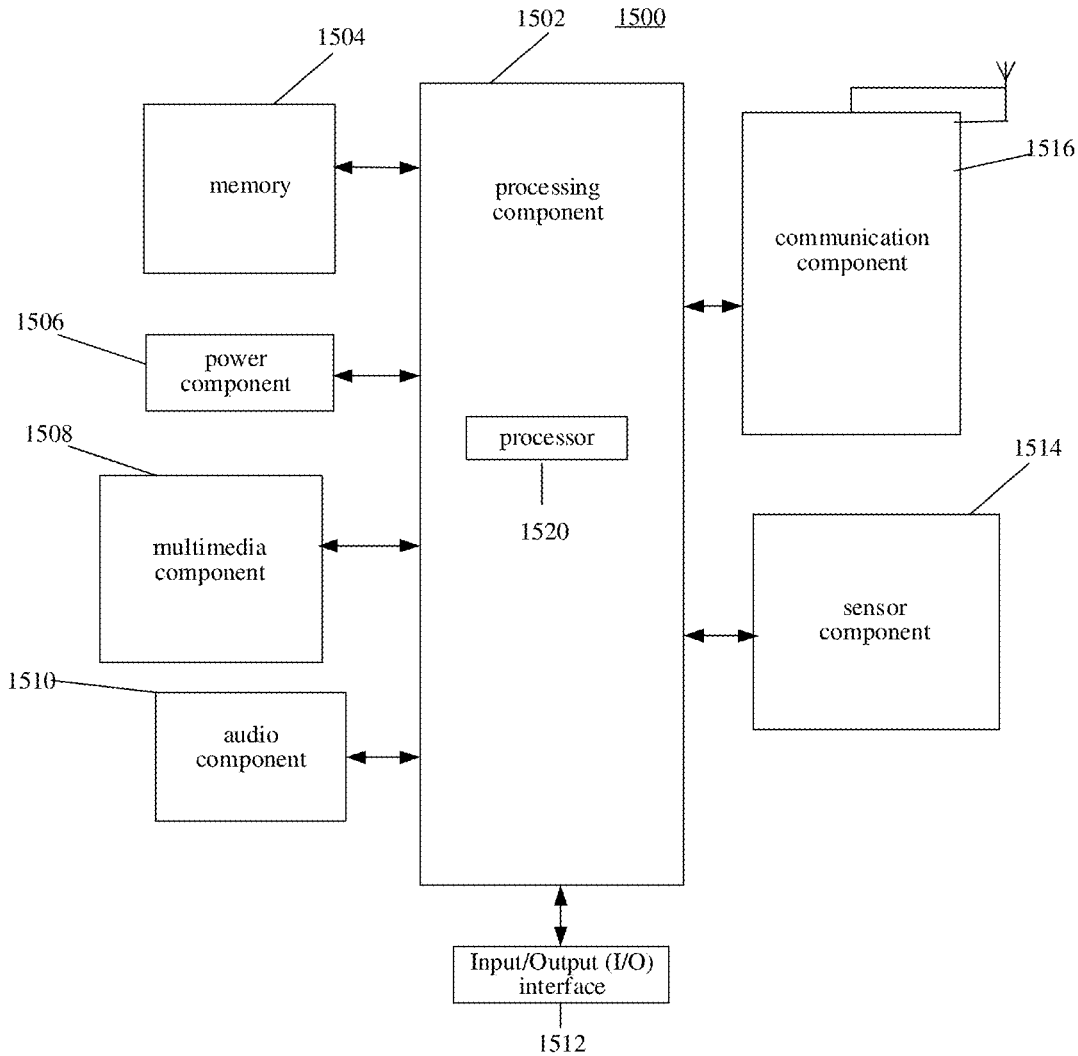 1502
1500
1504
memory
processing
component
1516
communication
component
1506
power
component
processor
1520
1508
multimedia
component
1514
sensor
component
1510
audio
component
Input/Output (I/O)
interface
1512